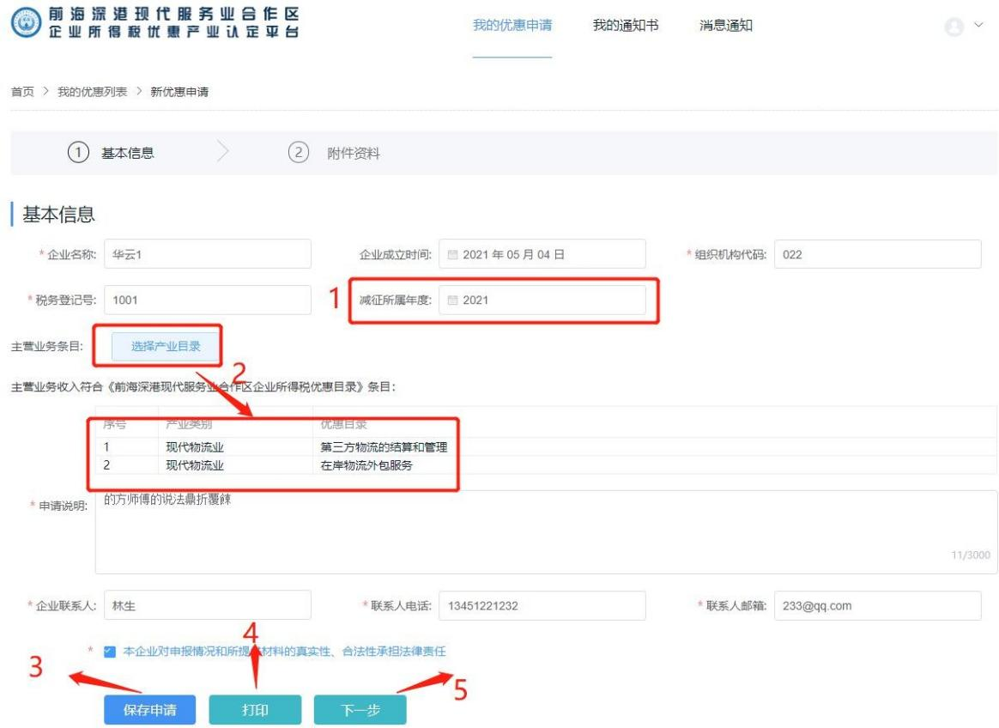 前海深港现代服务业合作区
企业所得税优惠产业认定平台
我的优惠申请 我的通知书 消息通知
首页 > 我的优惠列表 > 新优惠申请
1 基本信息 2 附件资料
基本信息
* 企业名称: 华云1 企业成立时间: 2021 年 05 月 04 日 * 组织机构代码: 022
* 税务登记号: 1001 1 减征所属年度: 2021
主营业务条目: 选择产业目录
2
主营业务收入符合《前海深港现代服务业合作区企业所得税优惠目录》条目:
序号 产业类别 优惠目录
1 现代物流业 第三方物流的结算和管理
2 现代物流业 在岸物流外包服务
* 申请说明: 的方师傅的说法鼎折覆餗
11/3000
* 企业联系人: 林生 * 联系人电话: 13451221232 * 联系人邮箱: 233@qq.com
4
* 本企业对申报情况和所提材料的真实性、合法性承担法律责任
3
5
保存申请 打印 下一步